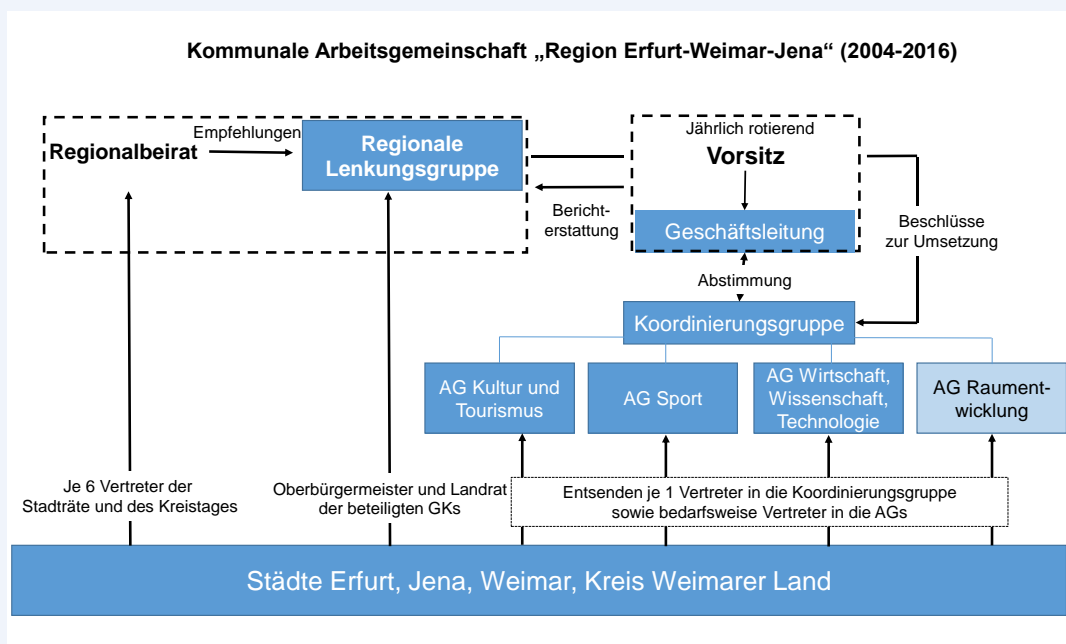 Kommunale Arbeitsgemeinschaft „Region Erfurt-Weimar-Jena“ (2004-2016)
Regionalbeirat
Empfehlungen
Regionale
Lenkungsgruppe
Jährlich rotierend
Vorsitz
Bericht-
erstattung
Geschäftsleitung
Beschlüsse
zur Umsetzung
Abstimmung
Koordinierungsgruppe
AG Kultur und
Tourismus
AG Sport
AG Wirtschaft,
Wissenschaft,
Technologie
AG Raument-
wicklung
Je 6 Vertreter der
Stadträte und des Kreistages
Oberbürgermeister und Landrat
der beteiligten GKs
Entsenden je 1 Vertreter in die Koordinierungsgruppe
sowie bedarfsweise Vertreter in die AGs
Städte Erfurt, Jena, Weimar, Kreis Weimarer Land